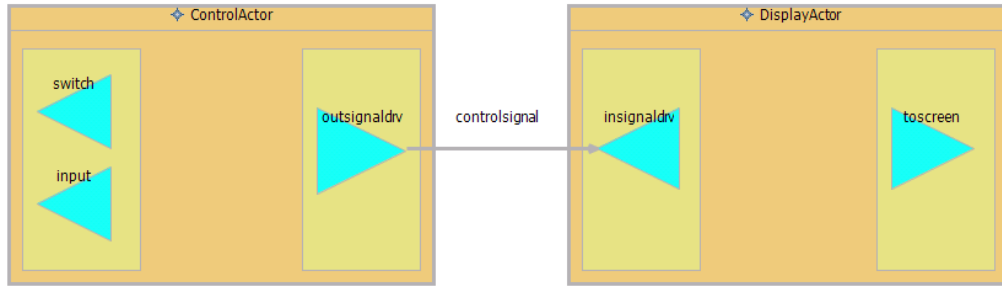 ControlActor
DisplayActor
switch
outsignaldrv
controlsignal
insignaldrv
toscreen
input